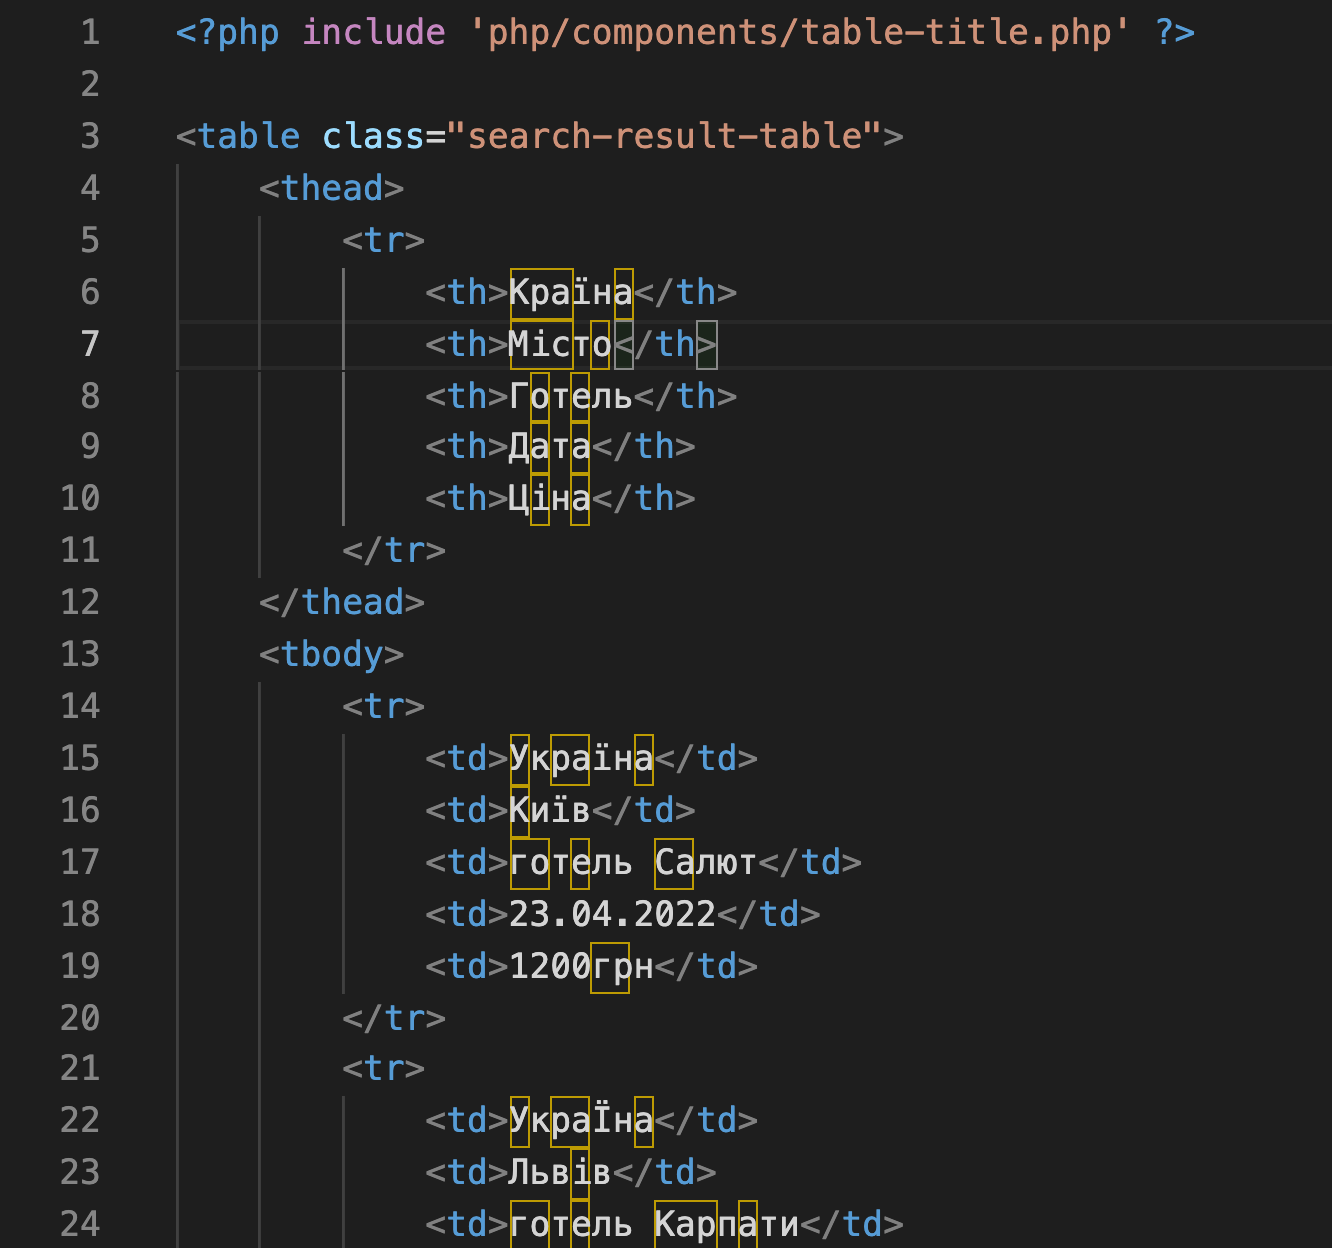 1 <?php include 'php/components/table-title.php' ?>
2
3 <table class="search-result-table">
4 <thead>
5 <tr>
6 <th>Країна</th>
7 <th>Місто</th>
8 <th>Готель</th>
9 <th>Дата</th>
10 <th>Ціна</th>
11 </tr>
12 </thead>
13 <tbody>
14 <tr>
15 <td>Україна</td>
16 <td>Київ</td>
17 <td>готель Салют</td>
18 <td>23.04.2022</td>
19 <td>1200грн</td>
20 </tr>
21 <tr>
22 <td>УкраЇна</td>
23 <td>Львів</td>
24 <td>готель Карпати</td>